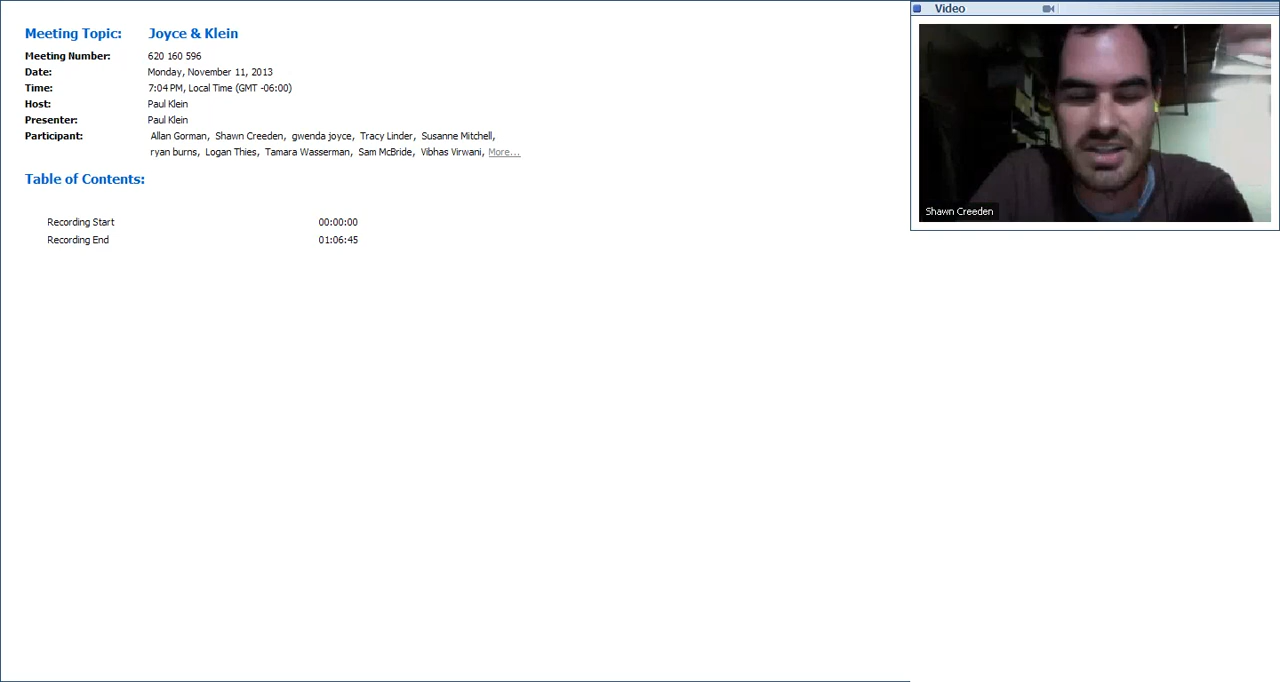 Meeting Topic: Joyce & Klein
Meeting Number: 620 160 596
Date: Monday, November 11, 2013
Time: 7:04 PM, Local Time (GMT -06:00)
Host: Paul Klein
Presenter: Paul Klein
Participant: Allan Gorman, Shawn Creeden, gwenda joyce, Tracy Linder, Susanne Mitchell,
ryan burns, Logan Thies, Tamara Wasserman, Sam McBride, Vibhas Virwani, More...
Table of Contents:
Recording Start 00:00:00
Recording End 01:06:45
Video
Shawn Creeden